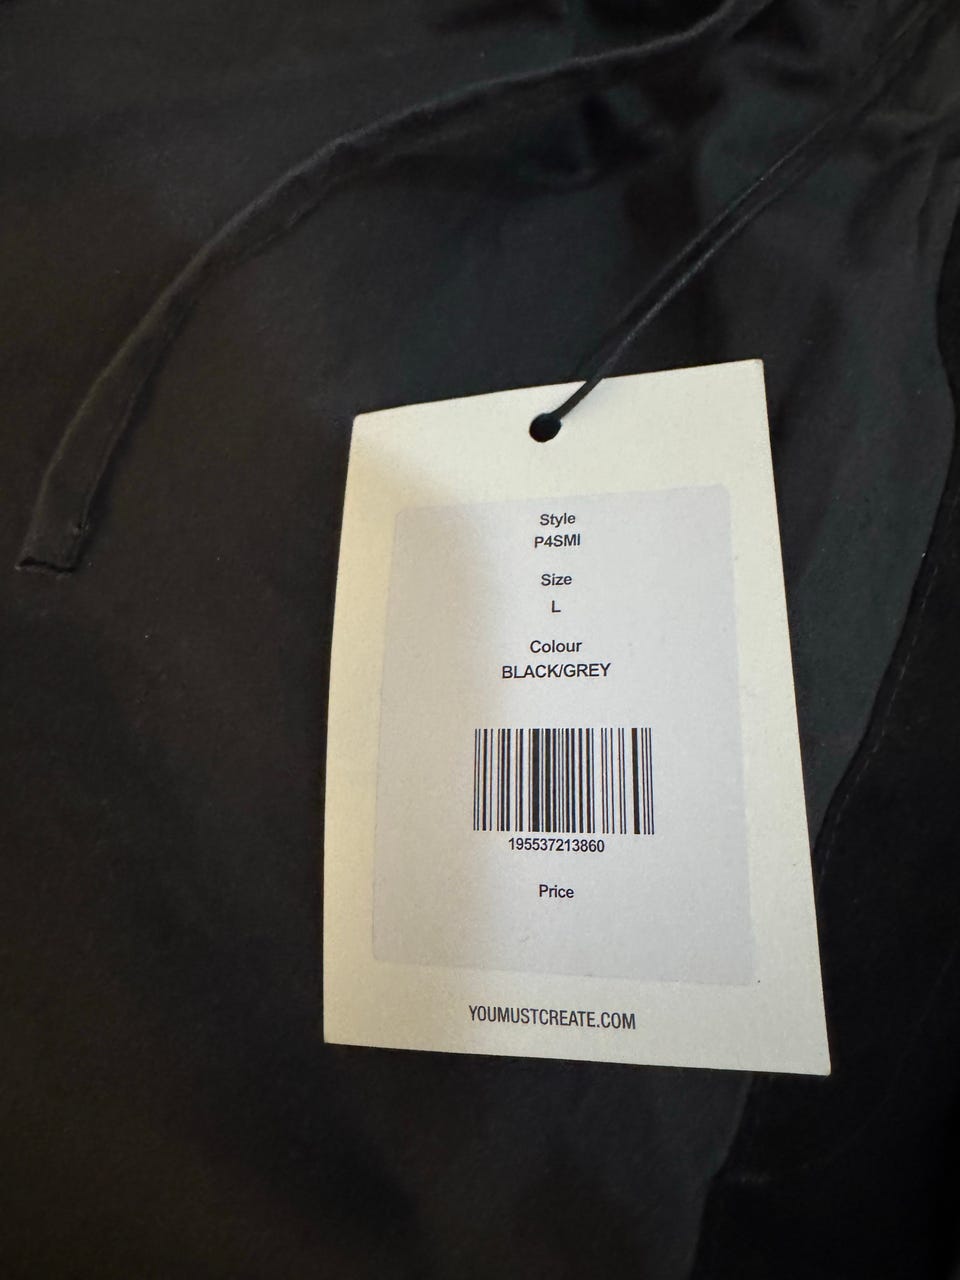 Style
P4SMI
Size
L
Colour
BLACK/GREY
195537213860
Price
YOUMUSTCREATE.COM